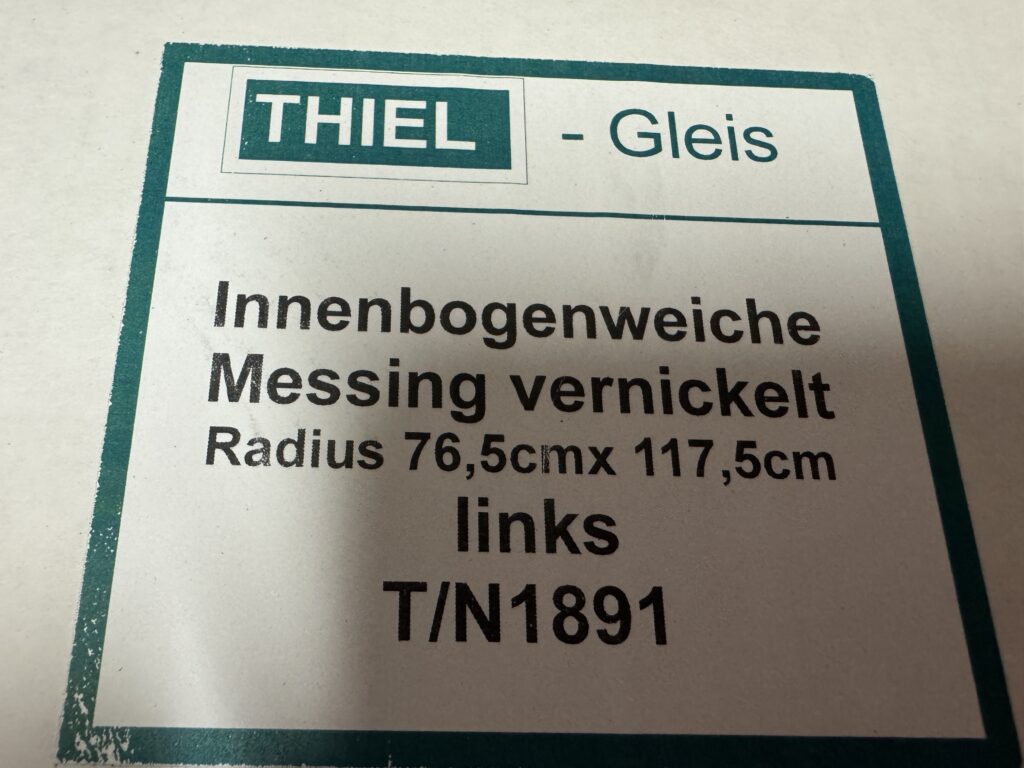 THIEL - Gleis
Innenbogenweiche
Messing vernickelt
Radius 76,5cmx 117,5cm
links
T/N1891